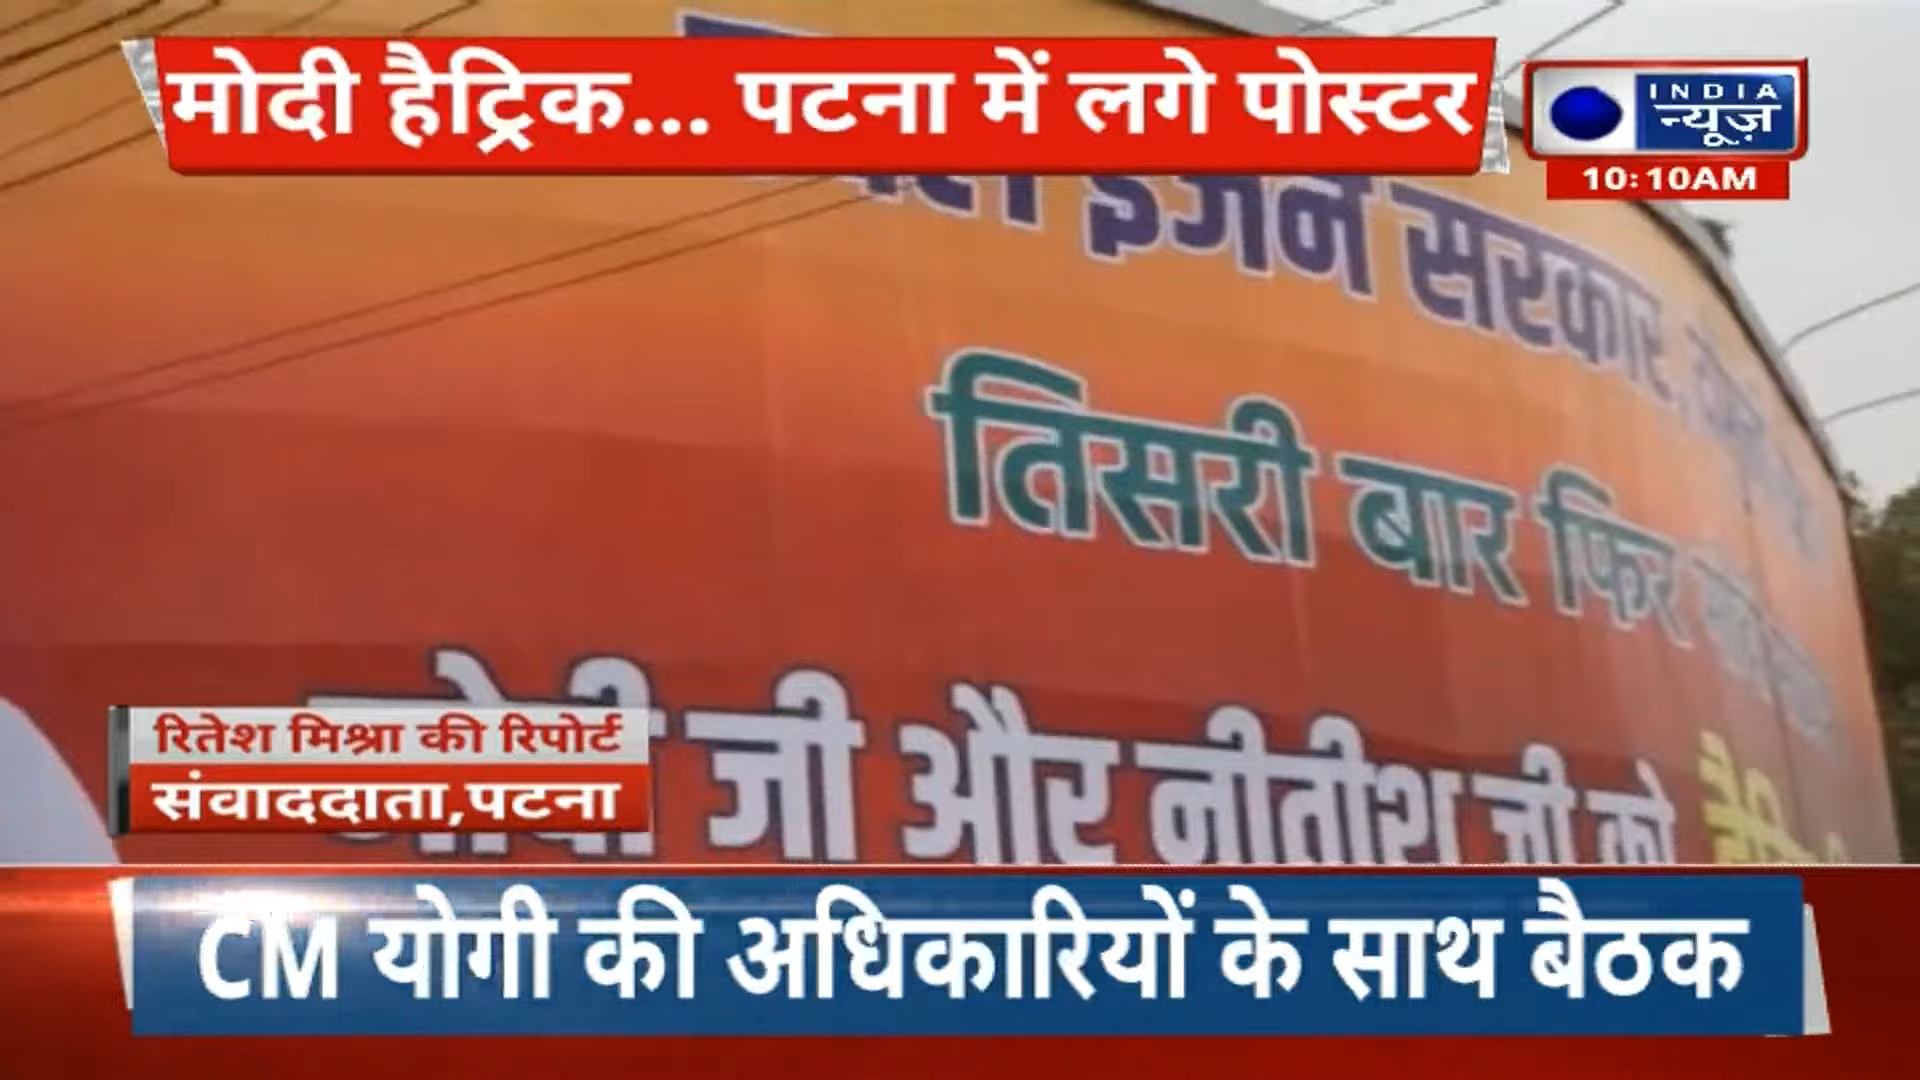 मोदी हैट्रिक... पटना में लगे पोस्टर
INDIA
न्यूज़
10:10AM
इंजन सरकार,
तिसरी बार फिर
जी और नीतीश जी को
रितेश मिश्रा की रिपोर्ट
संवाददाता,पटना
CM योगी की अधिकारियों के साथ बैठक